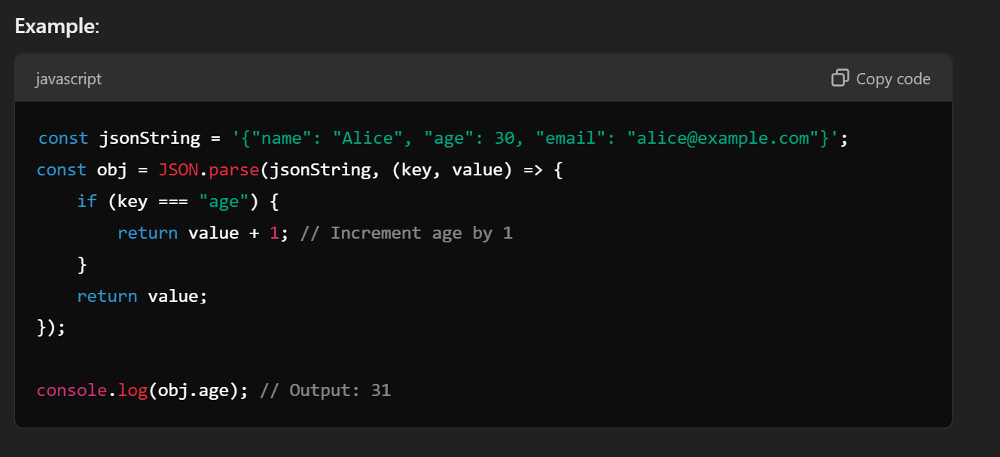 Example:
javascript
Copy code
const jsonString = '{"name": "Alice", "age": 30, "email": "alice@example.com"}';
const obj = JSON.parse(jsonString, (key, value) => {
    if (key === "age") {
        return value + 1; // Increment age by 1
    }
    return value;
});
console.log(obj.age); // Output: 31